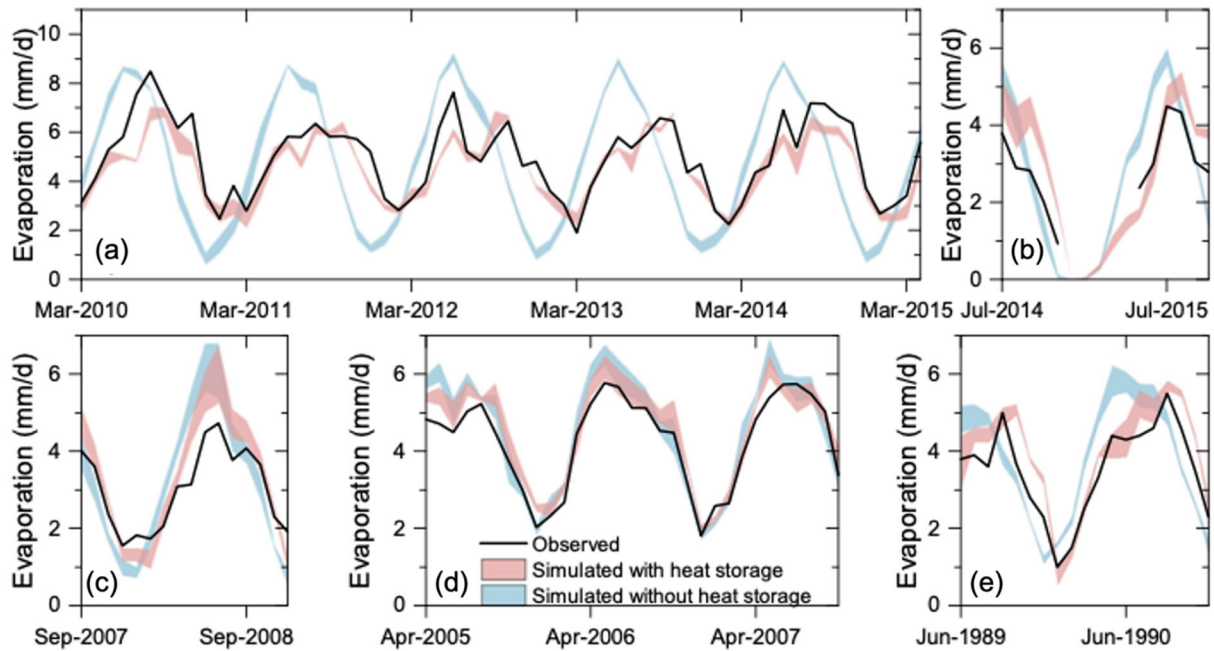 Evaporation (mm/d)
10
8
6
4
2
0
(a)
Mar-2010 Mar-2011 Mar-2012 Mar-2013 Mar-2014 Mar-2015
Evaporation (mm/d)
6
4
2
0
(b)
Jul-2014 Jul-2015
Evaporation (mm/d)
6
4
2
0
(c)
Sep-2007 Sep-2008
Evaporation (mm/d)
6
4
2
0
Observed
Simulated with heat storage
(d)
Simulated without heat storage
Apr-2005 Apr-2006 Apr-2007
Evaporation (mm/d)
6
4
2
0
(e)
Jun-1989 Jun-1990